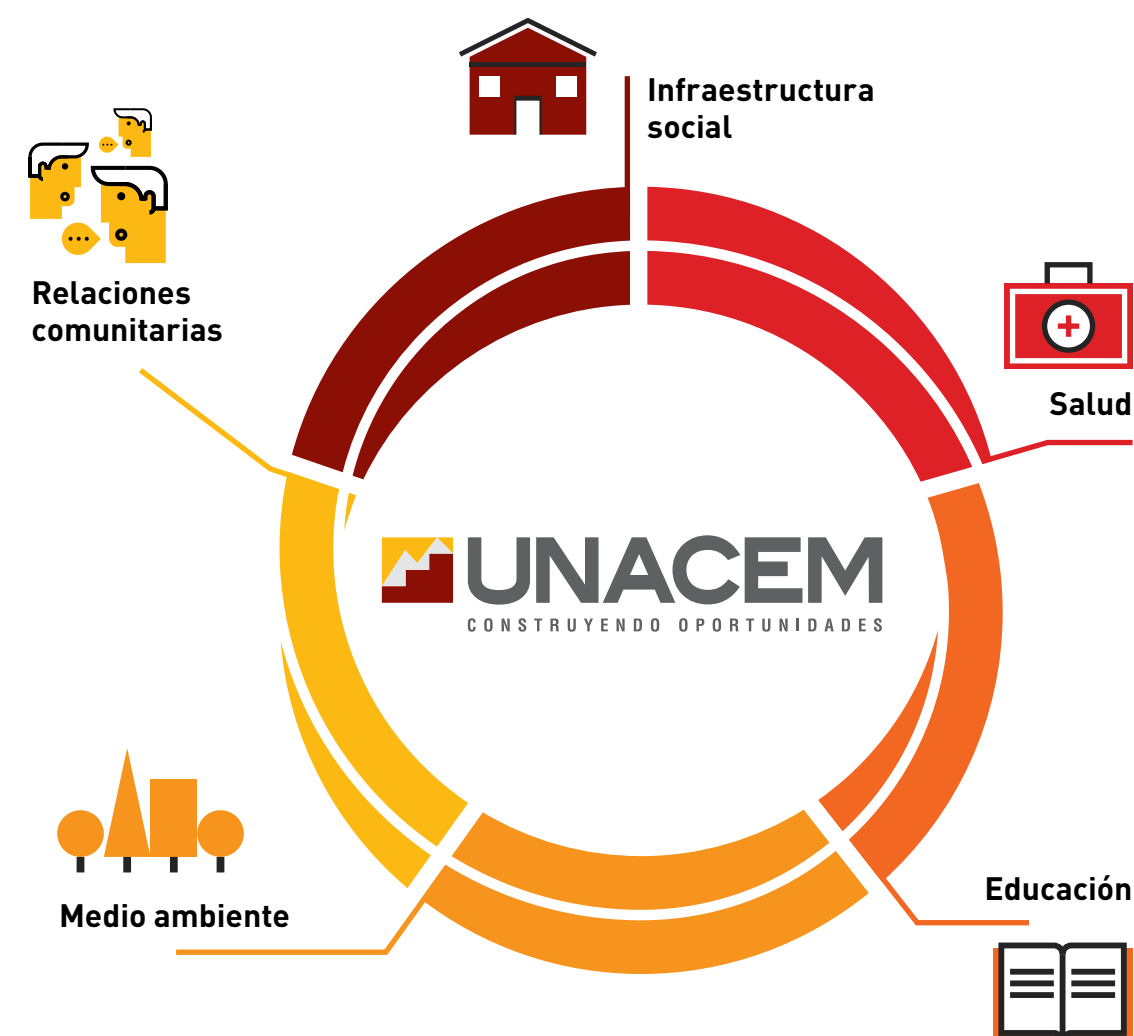 Infraestructura
social
Relaciones
comunitarias
Salud
UNACEM
CONSTRUYENDO OPORTUNIDADES
Educación
Medio ambiente